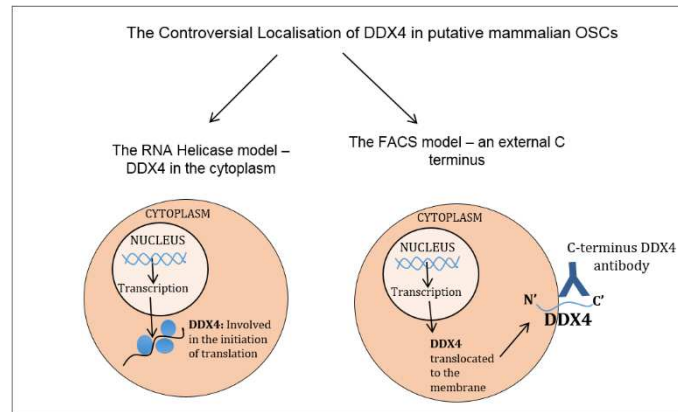 The Controversial Localisation of DDX4 in putative mammalian OSCs
The RNA Helicase model –
DDX4 in the cytoplasm
CYTOPLASM
NUCLEUS
Transcription
DDX4: Involved
in the initiation
of translation
The FACS model – an external C
terminus
CYTOPLASM
NUCLEUS
Transcription
DDX4
translocated
to the
membrane
C-terminus DDX4
antibody
N' C'
DDX4